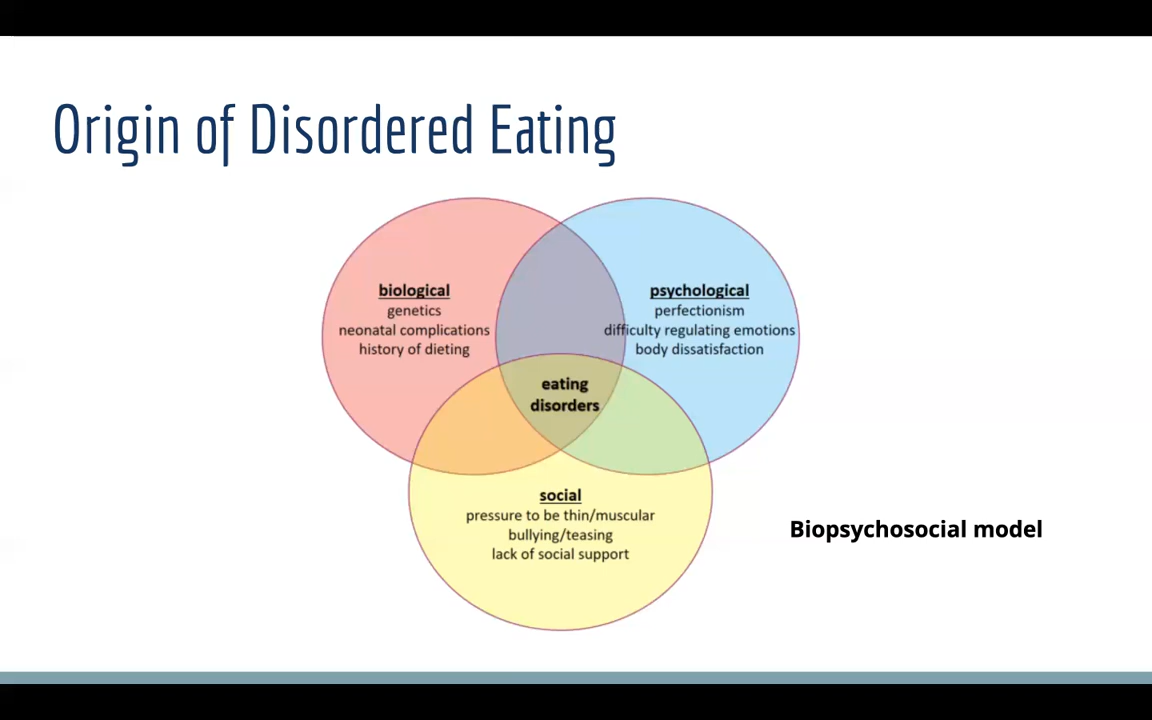 Origin of Disordered Eating
biological
genetics
neonatal complications
history of dieting
psychological
perfectionism
difficulty regulating emotions
body dissatisfaction
eating
disorders
social
pressure to be thin/muscular
bullying/teasing
lack of social support
Biopsychosocial model